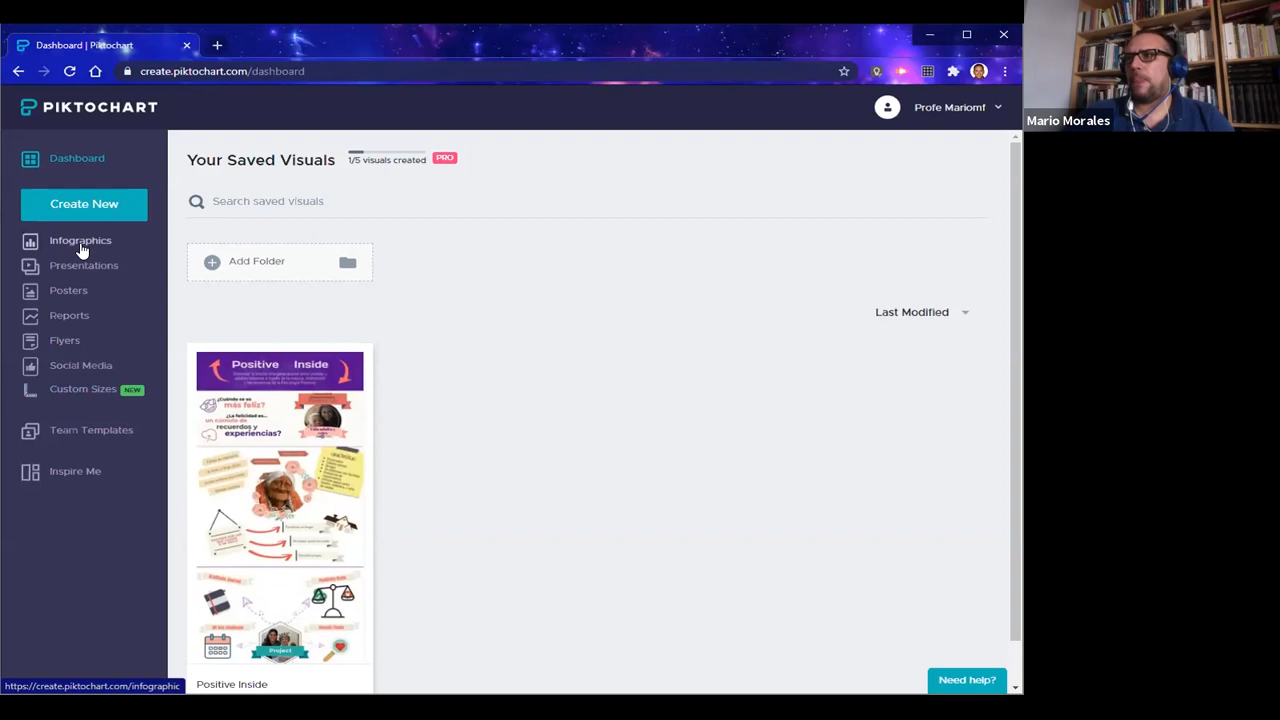 Dashboard | Piktochart
create.piktochart.com/dashboard
PIKTOCHART
Profe Mariomf
Mario Morales
Dashboard
Create New
Infographics
Presentations
Posters
Reports
Flyers
Social Media
Custom Sizes NEW
Team Templates
Inspire Me
Your Saved Visuals
1/5 visuals created PRO
Search saved visuals
Add Folder
Last Modified
Positive Inside
¿Cuándo se es
más feliz?
¿La felicidad es...
un cúmulo de
recuerdos y
experiencias?
Project
Positive Inside
Need help?
https://create.piktochart.com/infographic